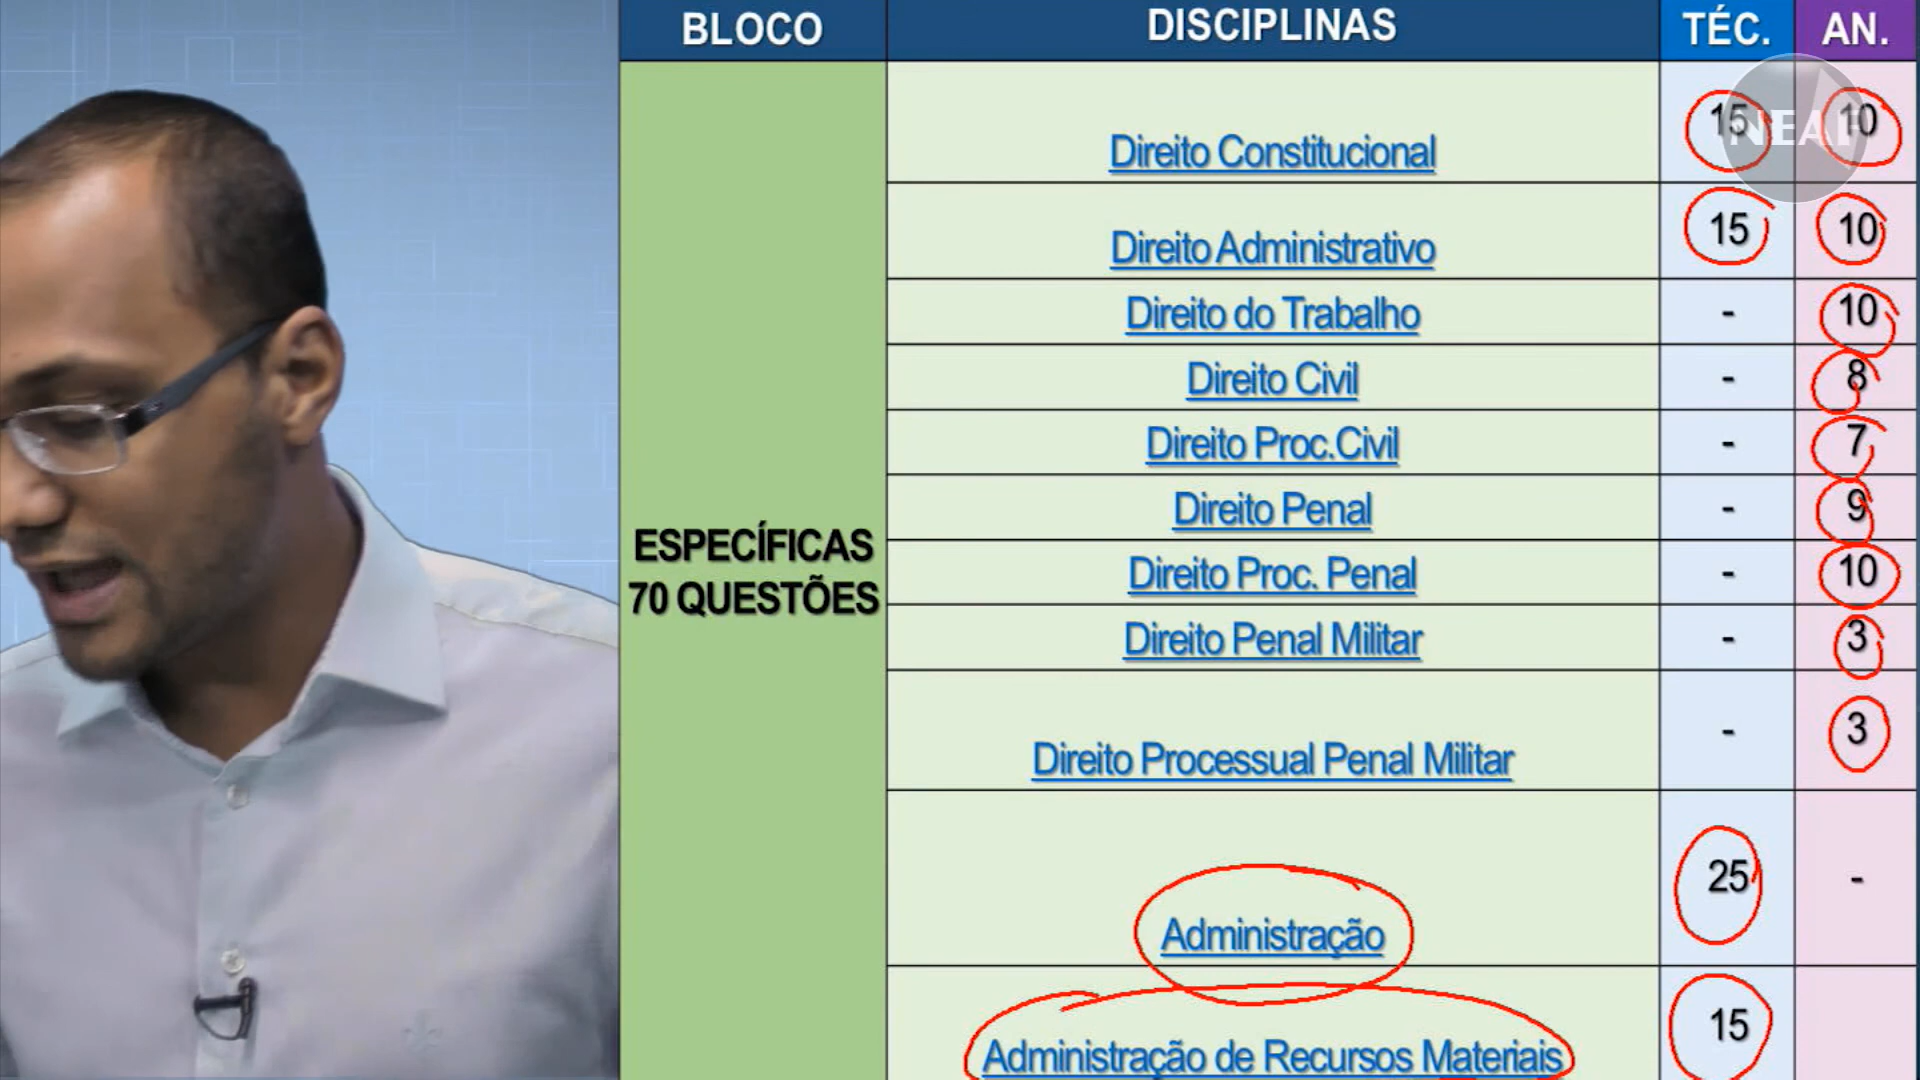 BLOCO DISCIPLINAS TÉC. AN.
Direito Constitucional 15 10
NEAF
Direito Administrativo 15 10
Direito do Trabalho - 10
Direito Civil - 8
Direito Proc.Civil - 7
Direito Penal - 9
ESPECÍFICAS
70 QUESTÕES
Direito Proc. Penal - 10
Direito Penal Militar - 3
Direito Processual Penal Militar - 3
Administração 25 -
Administração de Recursos Materiais 15